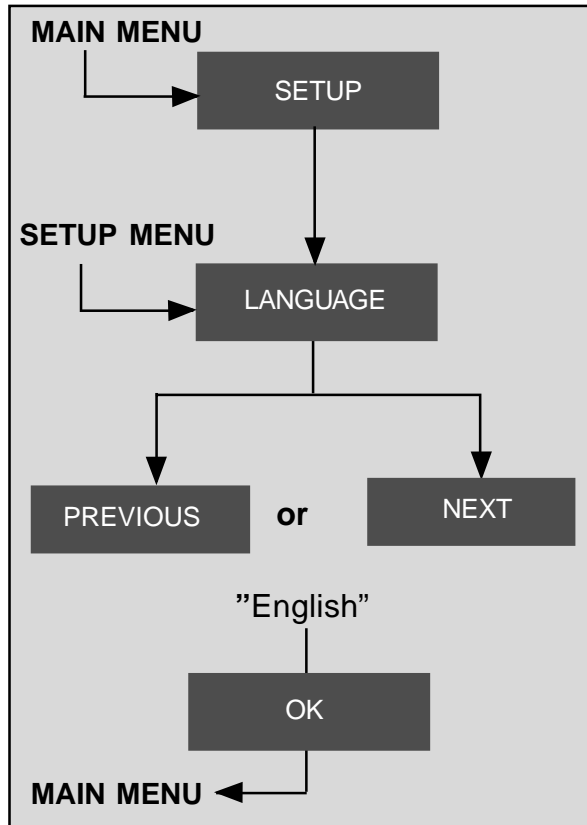 MAIN MENU
SETUP
SETUP MENU
LANGUAGE
PREVIOUS or NEXT
”English”
OK
MAIN MENU